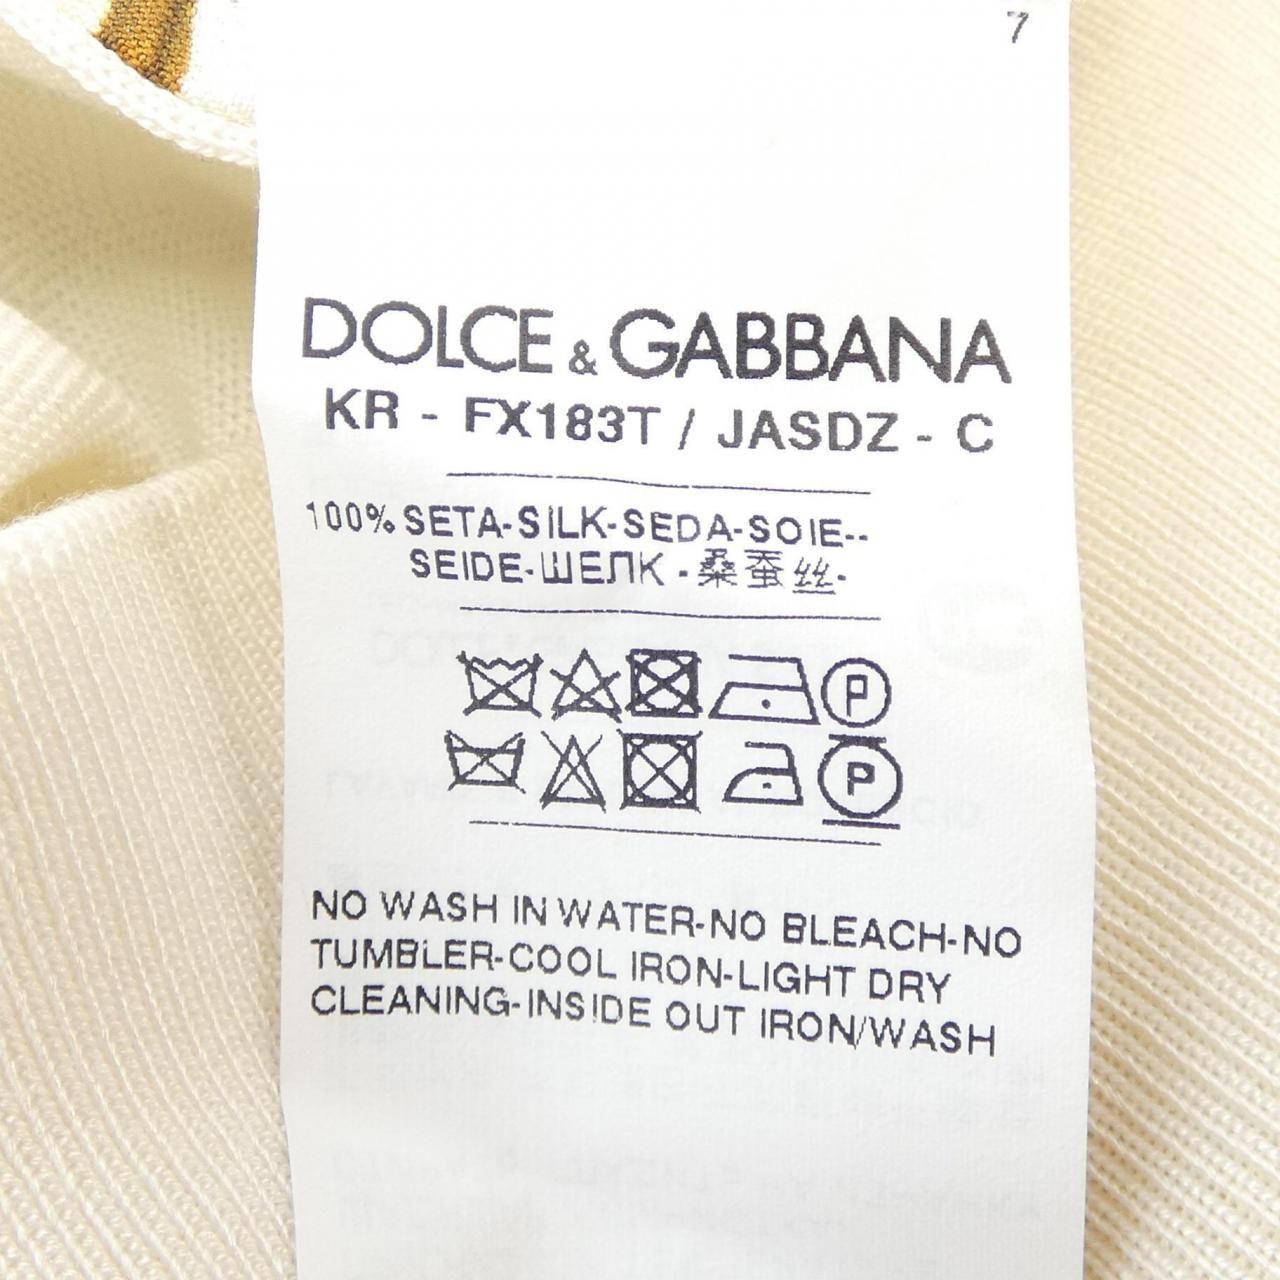 7
DOLCE & GABBANA
KR - FX183T / JASDZ - C
100% SETA-SILK-SEDA-SOIE--
SEIDE-ШЕЛК-桑蚕丝-
P
P
NO WASH IN WATER-NO BLEACH-NO
TUMBLER-COOL IRON-LIGHT DRY
CLEANING-INSIDE OUT IRON/WASH